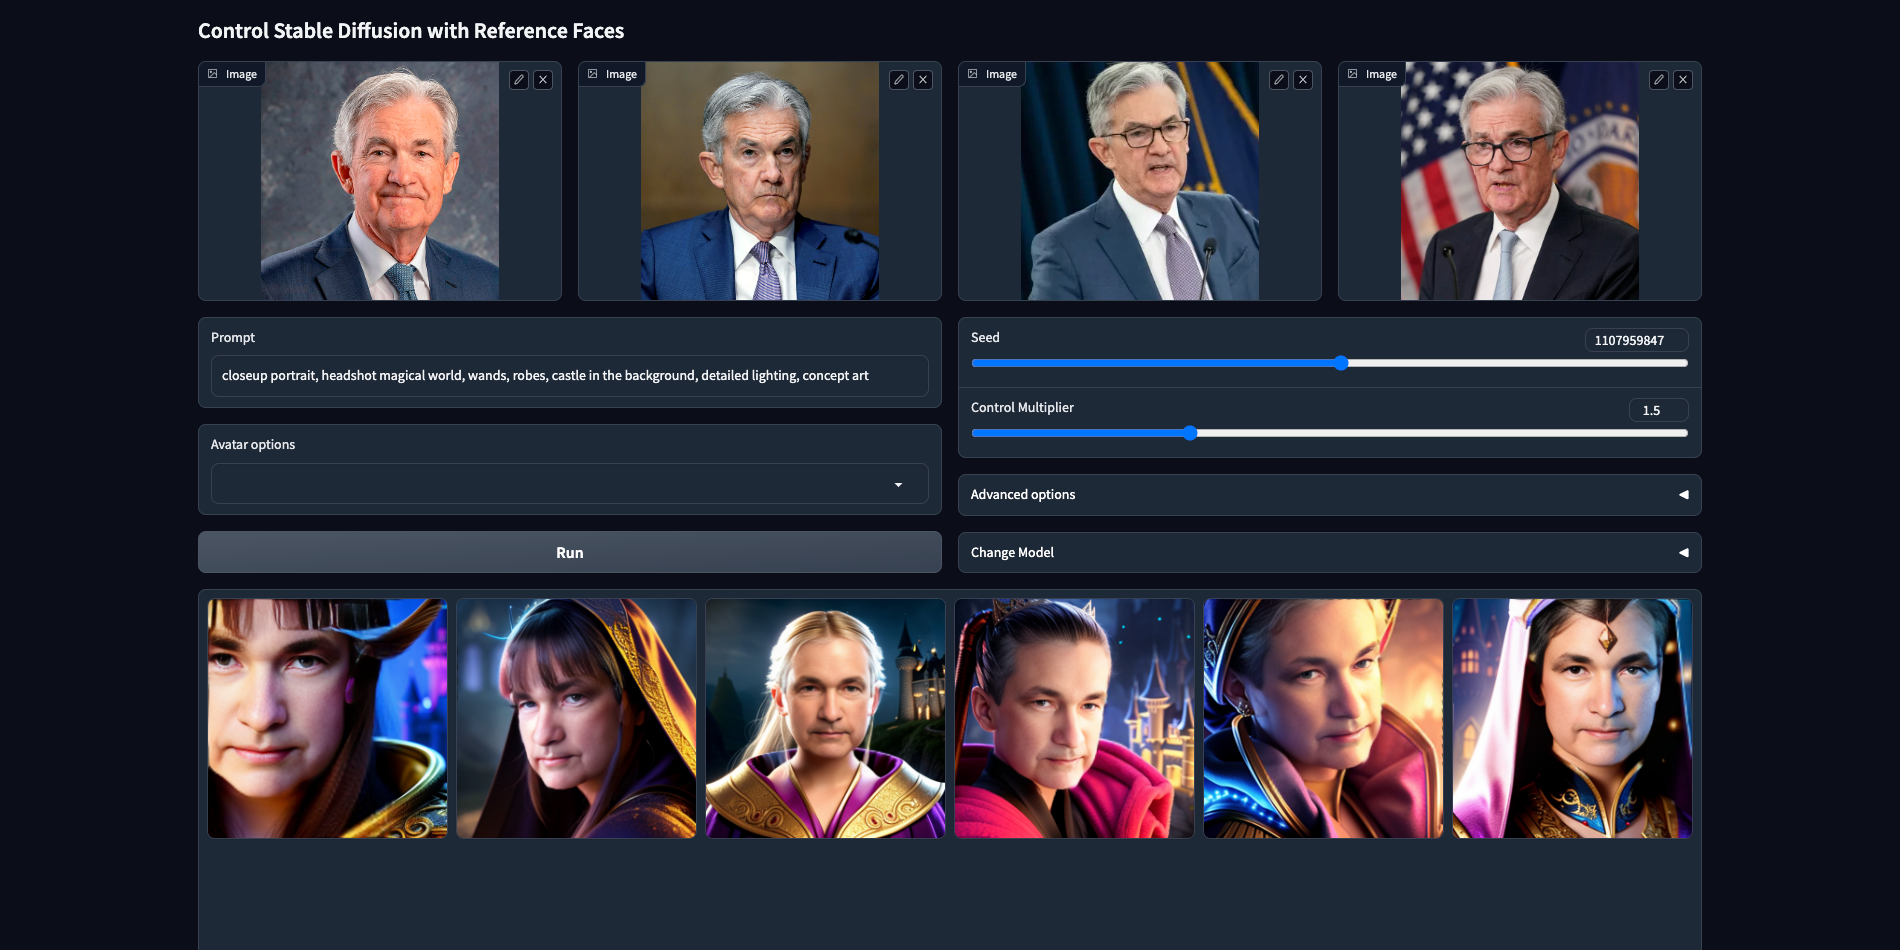 Control Stable Diffusion with Reference Faces
Image
Image
Image
Image
Prompt
closeup portrait, headshot magical world, wands, robes, castle in the background, detailed lighting, concept art
Seed
1107959847
Control Multiplier
1.5
Avatar options
Advanced options
Run
Change Model